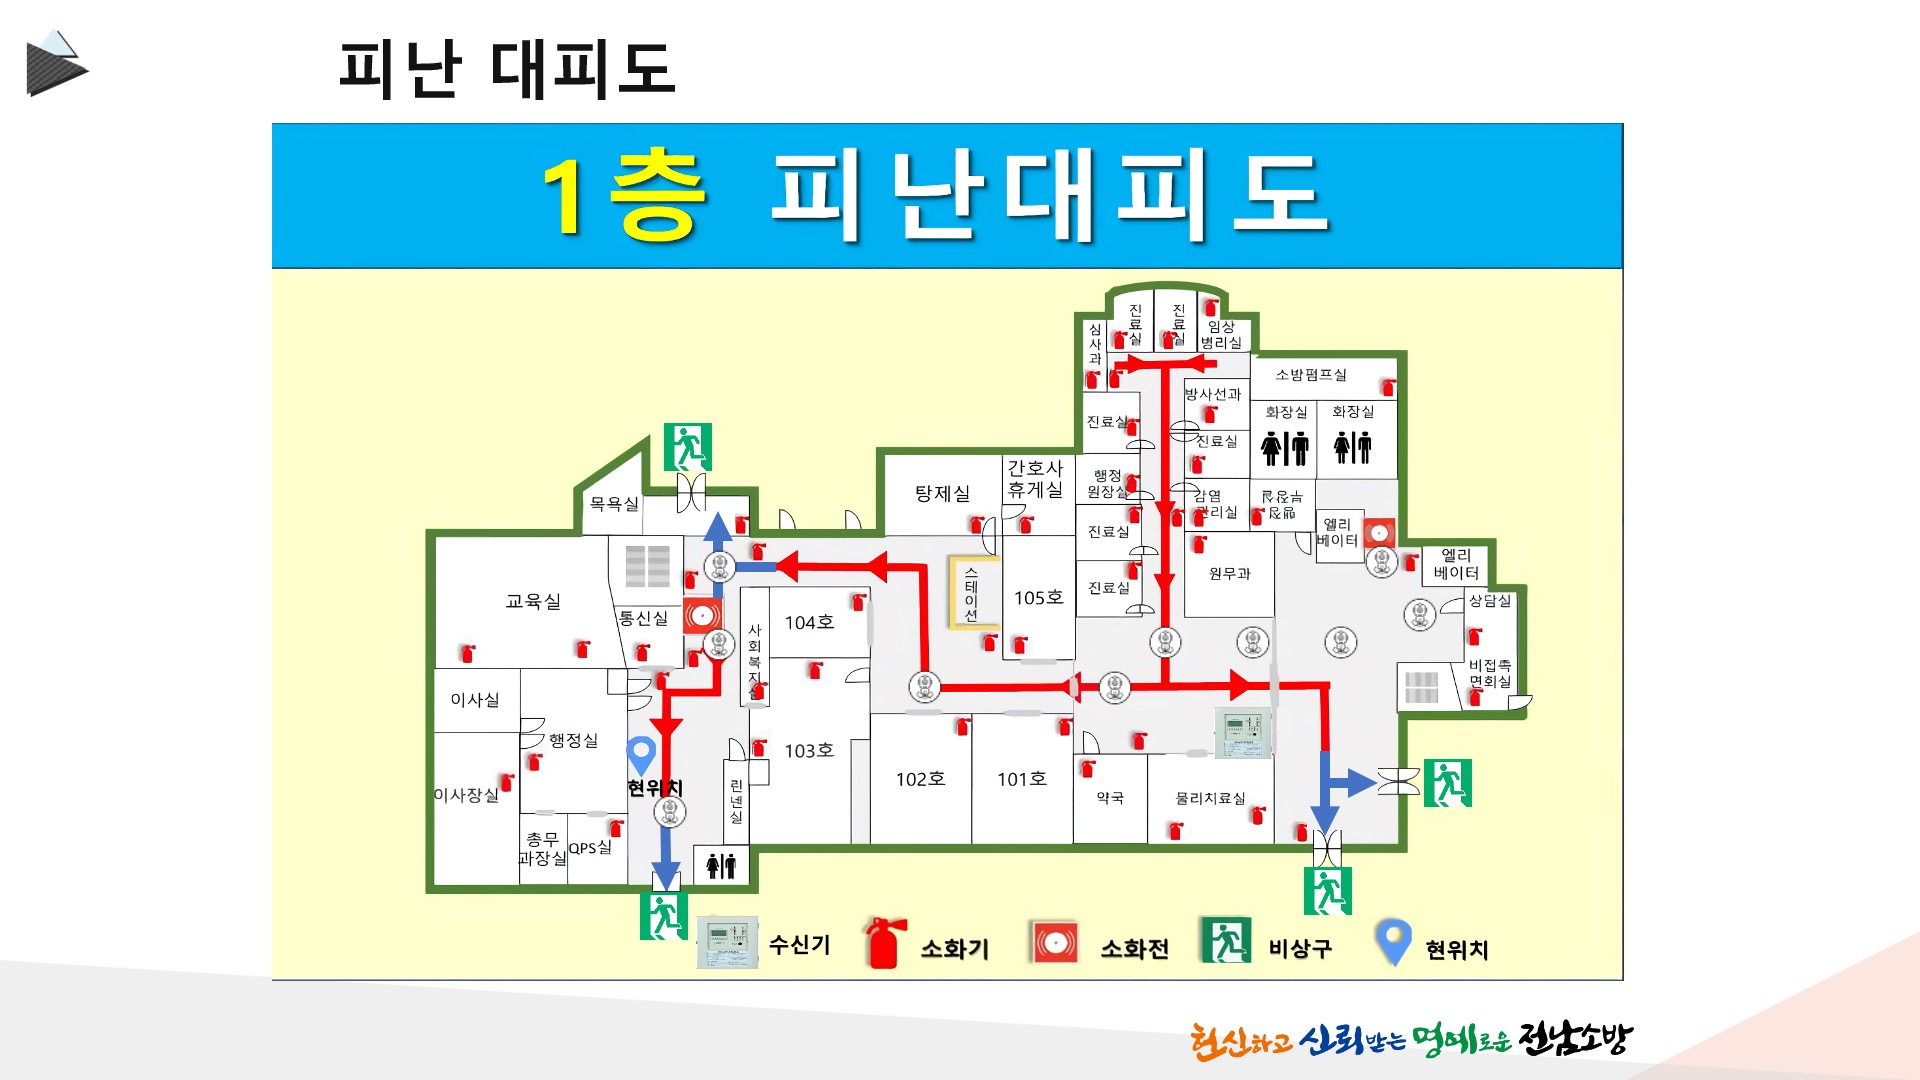 피난 대피도
1층 피난대피도
진료실
진료실
임상
병리실
심사과
소방펌프실
방사선과
화장실
화장실
진료실
진료실
간호사
휴게실
탕제실
행정
원장실
감염
관리실
목욕실
진료실
엘리
베이터
엘리
베이터
원무과
스테이션
105호
진료실
교육실
통신실
104호
상담실
사회복지실
비접촉
면회실
이사실
행정실
103호
현위치
102호
101호
이사장실
린넨실
약국
물리치료실
총무
과장실
QPS실
수신기
소화기
소화전
비상구
현위치
헌신하고 신뢰받는 명예로운 전남소방